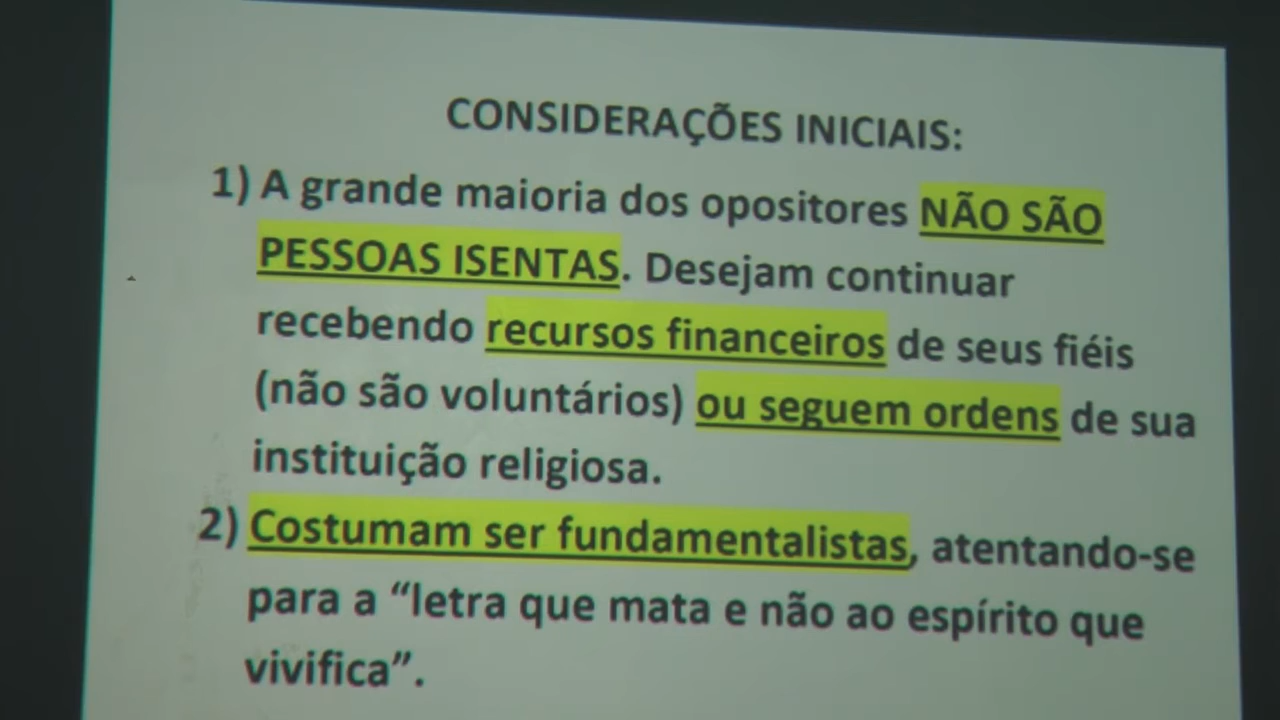 CONSIDERAÇÕES INICIAIS:
1) A grande maioria dos opositores NÃO SÃO
PESSOAS ISENTAS. Desejam continuar
recebendo recursos financeiros de seus fiéis
(não são voluntários) ou seguem ordens de sua
instituição religiosa.
2) Costumam ser fundamentalistas, atentando-se
para a “letra que mata e não ao espírito que
vivifica”.